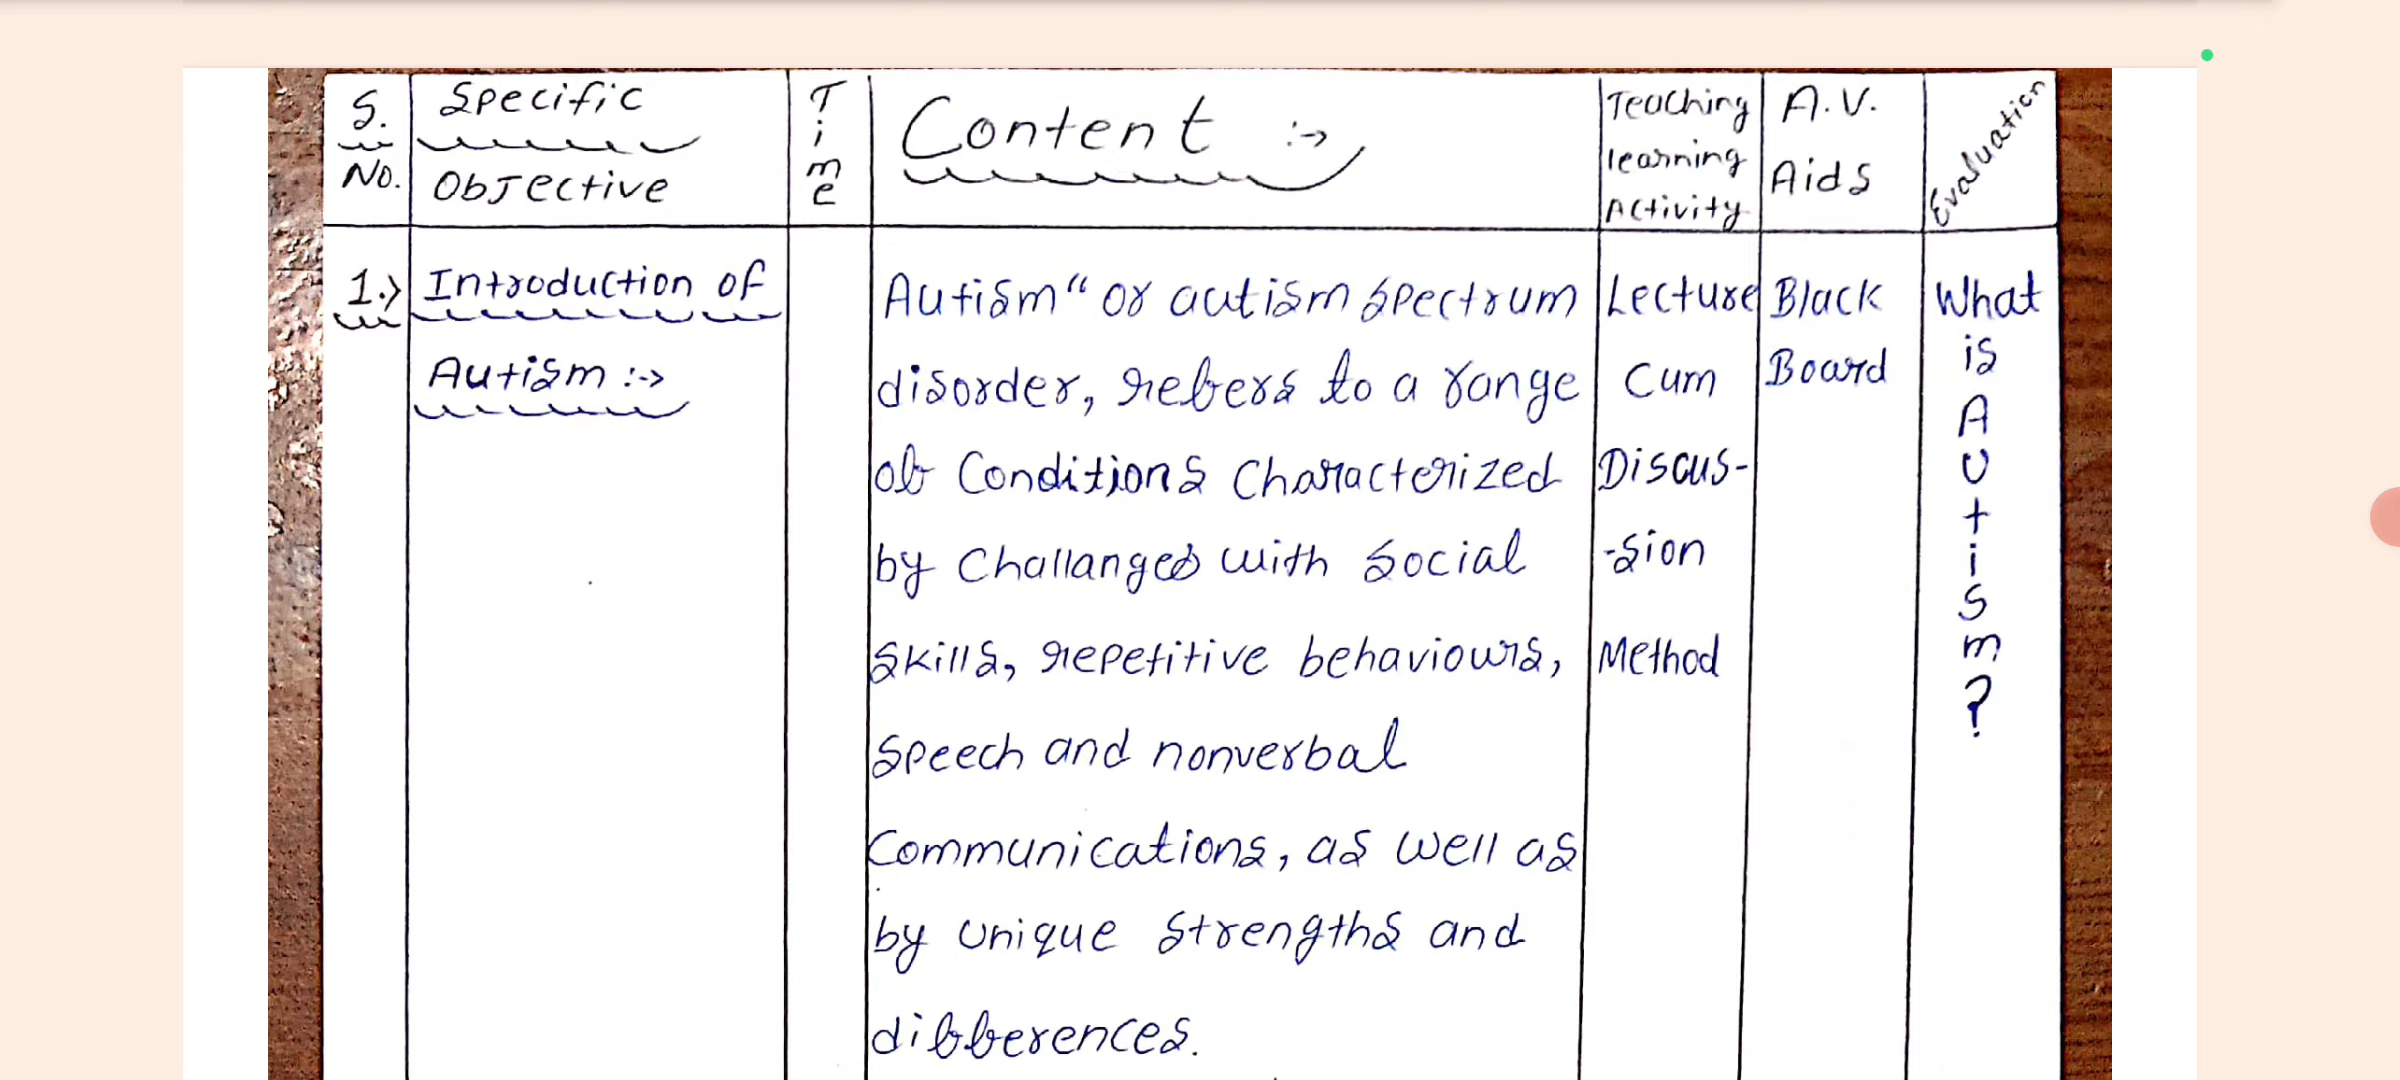 S. No.
Specific Objective
Time
Content :->
Teaching learning Activity
A.V. Aids
Evaluation
1.>
Introduction of
Autism :->
Autism" or autism spectrum
disorder, refers to a range
of Conditions Characterized
by Challanges with Social
Skills, repetitive behaviours,
Speech and nonverbal
Communications, as well as
by unique strengths and
differences.
Lecture
Cum
Discus-
-sion
Method
Black
Board
What
is
Autism?